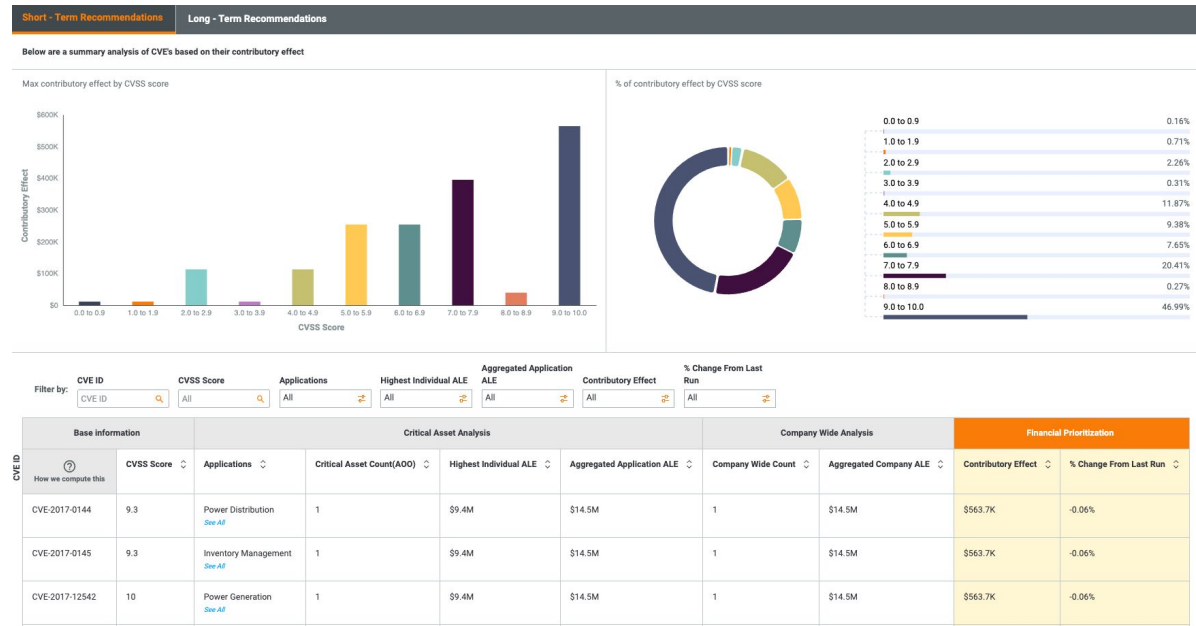 Short - Term Recommendations Long - Term Recommendations
Below are a summary analysis of CVE's based on their contributory effect
Max contributory effect by CVSS score
$600K
$500K
$400K
$300K
$200K
$100K
$0
Contributory Effect
0.0 to 0.9 1.0 to 1.9 2.0 to 2.9 3.0 to 3.9 4.0 to 4.9 5.0 to 5.9 6.0 to 6.9 7.0 to 7.9 8.0 to 8.9 9.0 to 10.0
CVSS Score
% of contributory effect by CVSS score
0.0 to 0.9 0.16%
1.0 to 1.9 0.71%
2.0 to 2.9 2.26%
3.0 to 3.9 0.31%
4.0 to 4.9 11.87%
5.0 to 5.9 9.38%
6.0 to 6.9 7.65%
7.0 to 7.9 20.41%
8.0 to 8.9 0.27%
9.0 to 10.0 46.99%
Filter by:
CVE ID
CVE ID
CVSS Score
All
Applications
All
Highest Individual ALE
All
Aggregated Application
ALE
All
Contributory Effect
All
% Change From Last
Run
All
Base information Critical Asset Analysis Company Wide Analysis Financial Prioritization
CVE ID
?
How we compute this
CVSS Score Applications Critical Asset Count(AOO) Highest Individual ALE Aggregated Application ALE Company Wide Count Aggregated Company ALE Contributory Effect % Change From Last Run
CVE-2017-0144 9.3 Power Distribution 1 $9.4M $14.5M 1 $14.5M $563.7K -0.06%
See All
CVE-2017-0145 9.3 Inventory Management 1 $9.4M $14.5M 1 $14.5M $563.7K -0.06%
See All
CVE-2017-12542 10 Power Generation 1 $9.4M $14.5M 1 $14.5M $563.7K -0.06%
See All